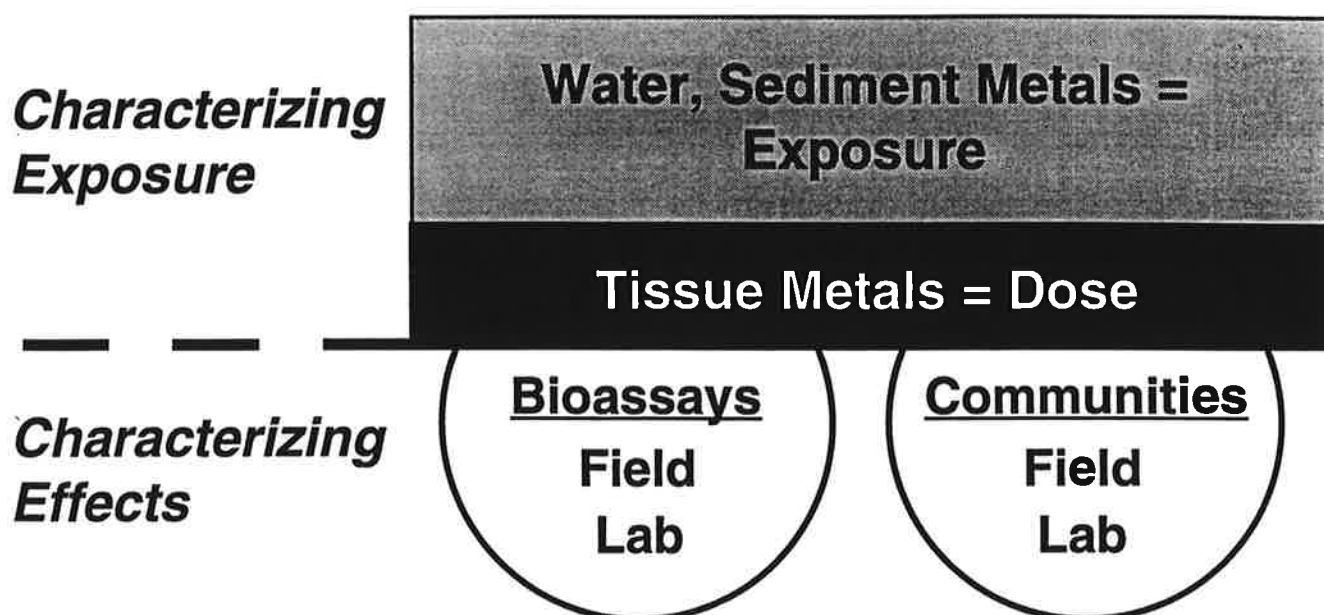 Characterizing
Exposure
Water, Sediment Metals =
Exposure
Tissue Metals = Dose
Characterizing
Effects
Bioassays
Field
Lab
Communities
Field
Lab